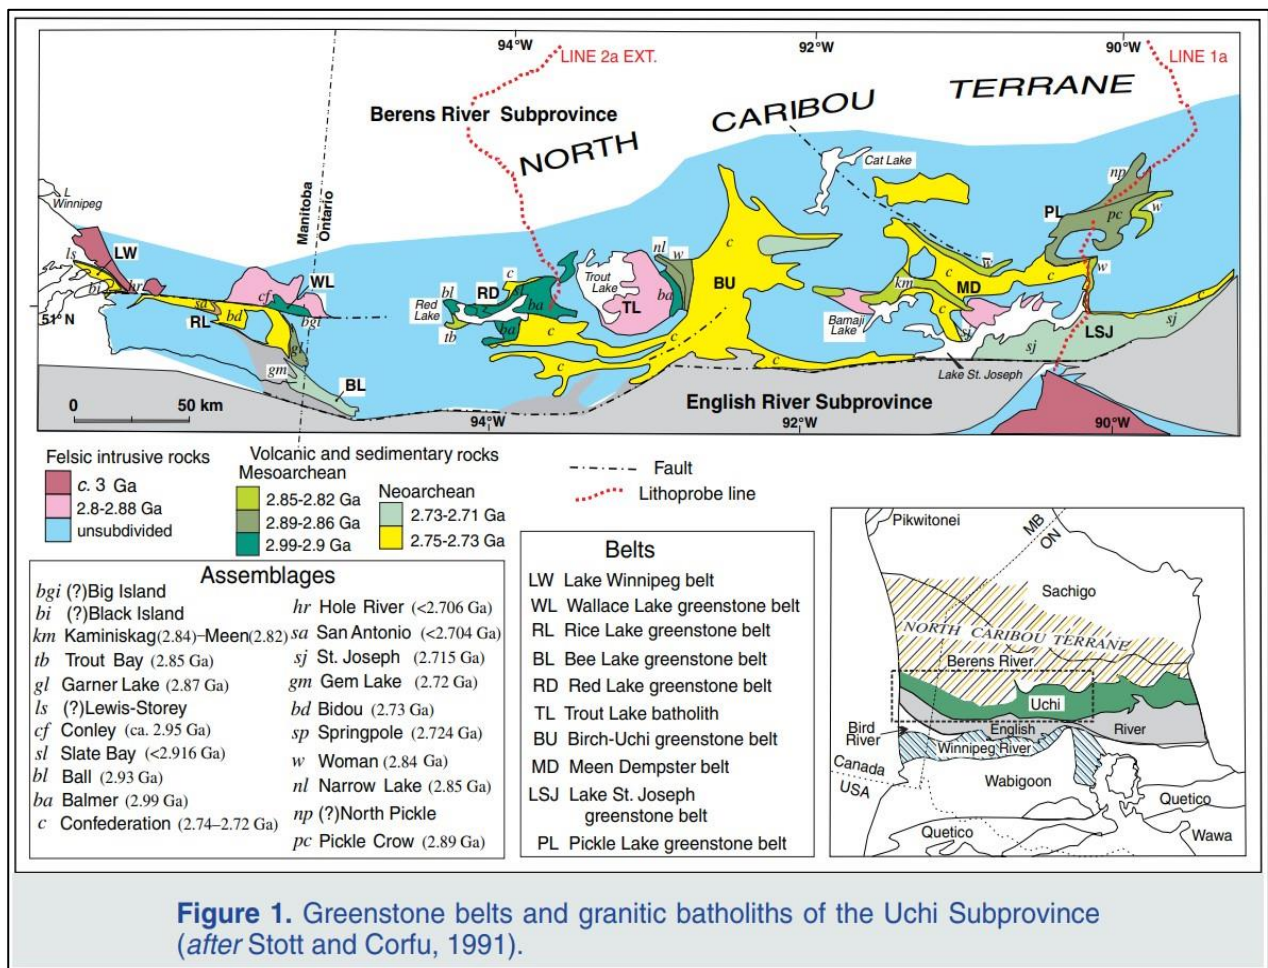 94°W
92°W
90°W
LINE 2a EXT.
LINE 1a
Berens River Subprovince
NORTH CARIBOU TERRANE
Manitoba
Ontario
L
Winnipeg
Cat Lake
np
PL
pc
w
ls
LW
bi
hr
WL
cf
bgi
sa
RL
bd
gl
gm
BL
51° N
c
RD
bl
sl
Red
Lake
ba
tb
ba
c
c
c
Trout
Lake
TL
nl
w
ba
c
BU
c
w
c
c
w
km
MD
Bamaji
Lake
c
sj
LSJ
sj
c
Lake St. Joseph
0 50 km
English River Subprovince
94°W
92°W
90°W
Felsic intrusive rocks
c. 3 Ga
2.8-2.88 Ga
unsubdivided
Volcanic and sedimentary rocks
Mesoarchean
2.85-2.82 Ga
2.89-2.86 Ga
2.99-2.9 Ga
Neoarchean
2.73-2.71 Ga
2.75-2.73 Ga
Fault
Lithoprobe line
Assemblages
bgi (?)Big Island
bi (?)Black Island
km Kaminiskag(2.84)–Meen(2.82)
tb Trout Bay (2.85 Ga)
gl Garner Lake (2.87 Ga)
ls (?)Lewis-Storey
cf Conley (ca. 2.95 Ga)
sl Slate Bay (<2.916 Ga)
bl Ball (2.93 Ga)
ba Balmer (2.99 Ga)
c Confederation (2.74–2.72 Ga)
hr Hole River (<2.706 Ga)
sa San Antonio (<2.704 Ga)
sj St. Joseph (2.715 Ga)
gm Gem Lake (2.72 Ga)
bd Bidou (2.73 Ga)
sp Springpole (2.724 Ga)
w Woman (2.84 Ga)
nl Narrow Lake (2.85 Ga)
np (?)North Pickle
pc Pickle Crow (2.89 Ga)
Belts
LW Lake Winnipeg belt
WL Wallace Lake greenstone belt
RL Rice Lake greenstone belt
BL Bee Lake greenstone belt
RD Red Lake greenstone belt
TL Trout Lake batholith
BU Birch-Uchi greenstone belt
MD Meen Dempster belt
LSJ Lake St. Joseph
greenstone belt
PL Pickle Lake greenstone belt
Pikwitonei
MB
ON
Sachigo
NORTH CARIBOU TERRANE
Berens River
Uchi
Bird
River
English River
Winnipeg River
Canada
USA
Wabigoon
Quetico
Quetico
Wawa
Figure 1. Greenstone belts and granitic batholiths of the Uchi Subprovince
(after Stott and Corfu, 1991).